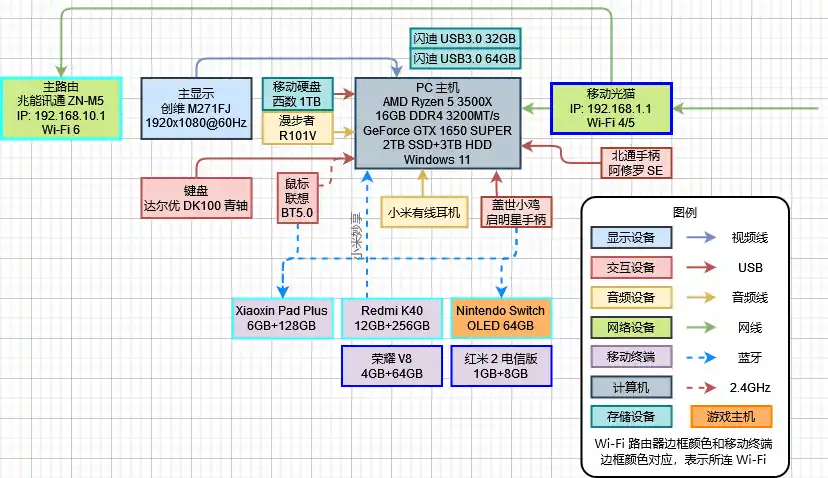 闪迪 USB3.0 32GB
闪迪 USB3.0 64GB
主路由
兆能讯通 ZN-M5
IP: 192.168.10.1
Wi-Fi 6
主显示
创维 M271FJ
1920x1080@60Hz
移动硬盘
西数 1TB
漫步者
R101V
PC 主机
AMD Ryzen 5 3500X
16GB DDR4 3200MT/s
GeForce GTX 1650 SUPER
2TB SSD+3TB HDD
Windows 11
移动光猫
IP: 192.168.1.1
Wi-Fi 4/5
北通手柄
阿修罗 SE
键盘
达尔优 DK100 青轴
鼠标
联想
BT5.0
小米妙享
小米有线耳机
盖世小鸡
启明星手柄
Xiaoxin Pad Plus
6GB+128GB
Redmi K40
12GB+256GB
Nintendo Switch
OLED 64GB
荣耀 V8
4GB+64GB
红米 2 电信版
1GB+8GB
图例
显示设备
视频线
交互设备
USB
音频设备
音频线
网络设备
网线
移动终端
蓝牙
计算机
2.4GHz
存储设备
游戏主机
Wi-Fi 路由器边框颜色和移动终端
边框颜色对应，表示所连 Wi-Fi